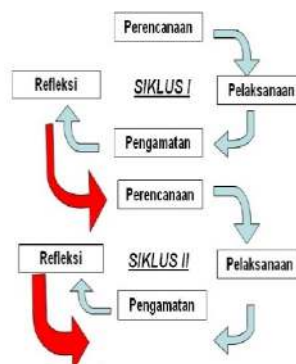 Perencanaan
Refleksi
SIKLUS I
Pelaksanaan
Pengamatan
Perencanaan
Refleksi
SIKLUS II
Pelaksanaan
Pengamatan